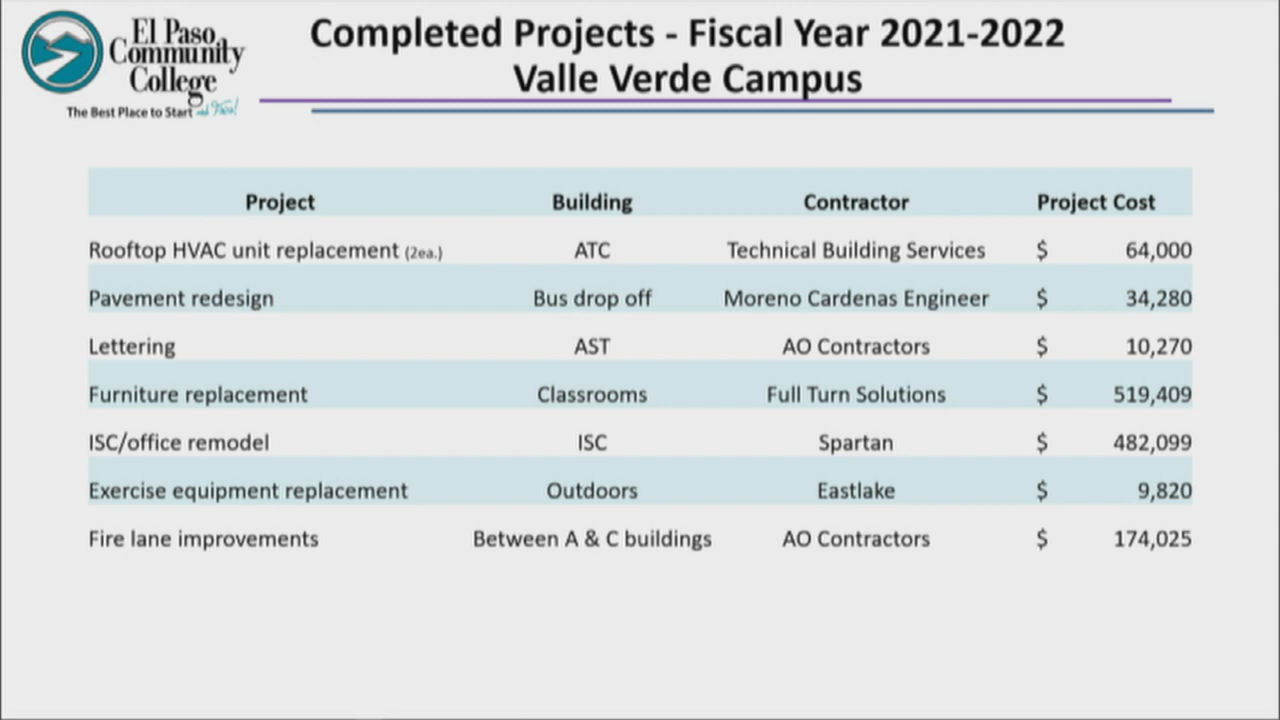 El Paso
Community
College
The Best Place to Start and Finish!
Completed Projects - Fiscal Year 2021-2022
Valle Verde Campus
Project Building Contractor Project Cost
Rooftop HVAC unit replacement (2ea.) ATC Technical Building Services $ 64,000
Pavement redesign Bus drop off Moreno Cardenas Engineer $ 34,280
Lettering AST AO Contractors $ 10,270
Furniture replacement Classrooms Full Turn Solutions $ 519,409
ISC/office remodel ISC Spartan $ 482,099
Exercise equipment replacement Outdoors Eastlake $ 9,820
Fire lane improvements Between A & C buildings AO Contractors $ 174,025